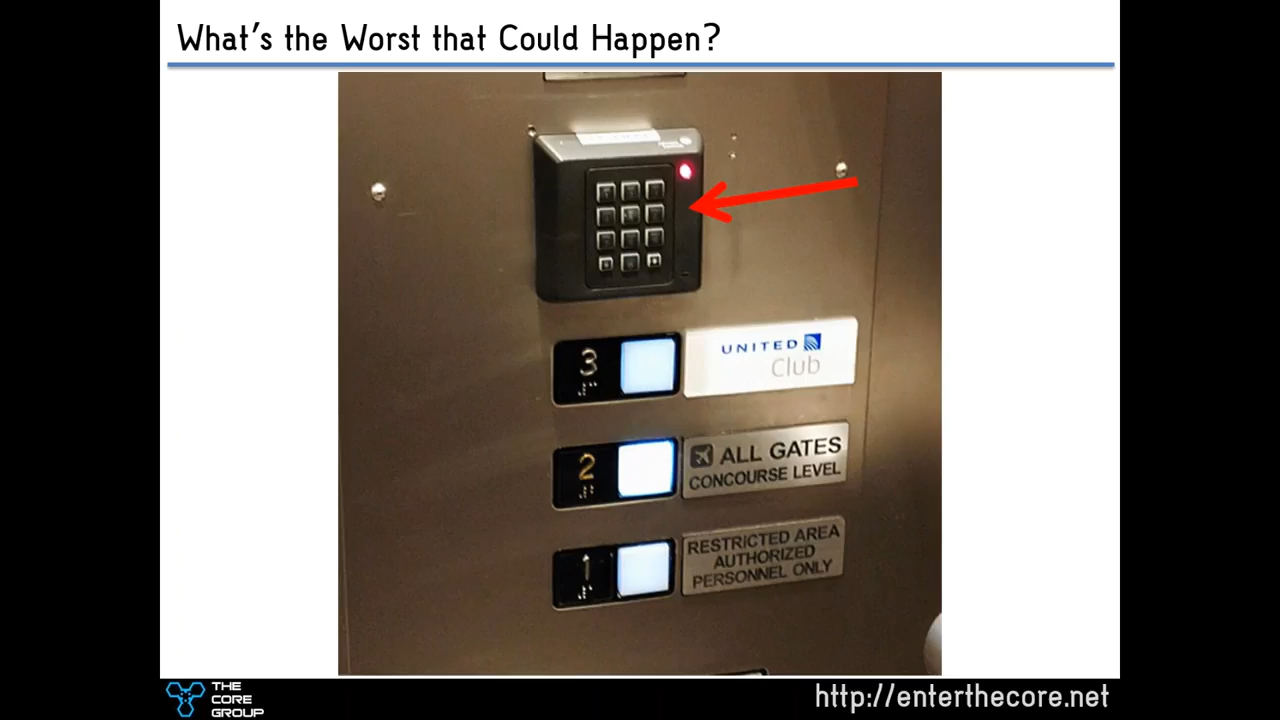 What's the Worst that Could Happen?
3
UNITED
Club
2
ALL GATES
CONCOURSE LEVEL
1
RESTRICTED AREA
AUTHORIZED
PERSONNEL ONLY
THE
CORE
GROUP
http://enterthecore.net